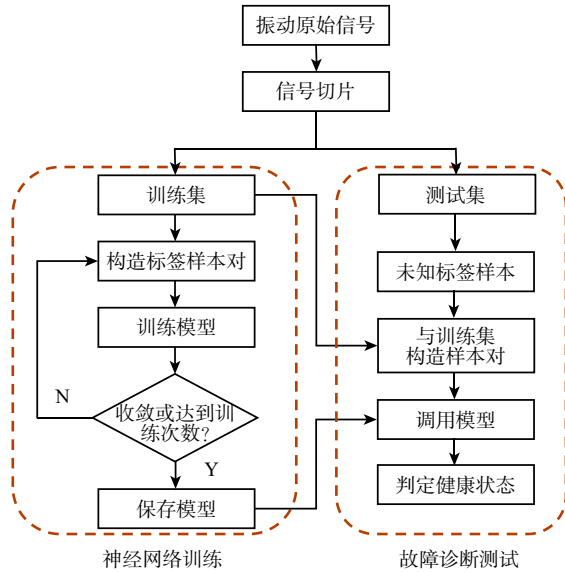 振动原始信号
信号切片
训练集
构造标签样本对
训练模型
收敛或达到训
练次数?
N
Y
保存模型
神经网络训练
测试集
未知标签样本
与训练集
构造样本对
调用模型
判定健康状态
故障诊断测试